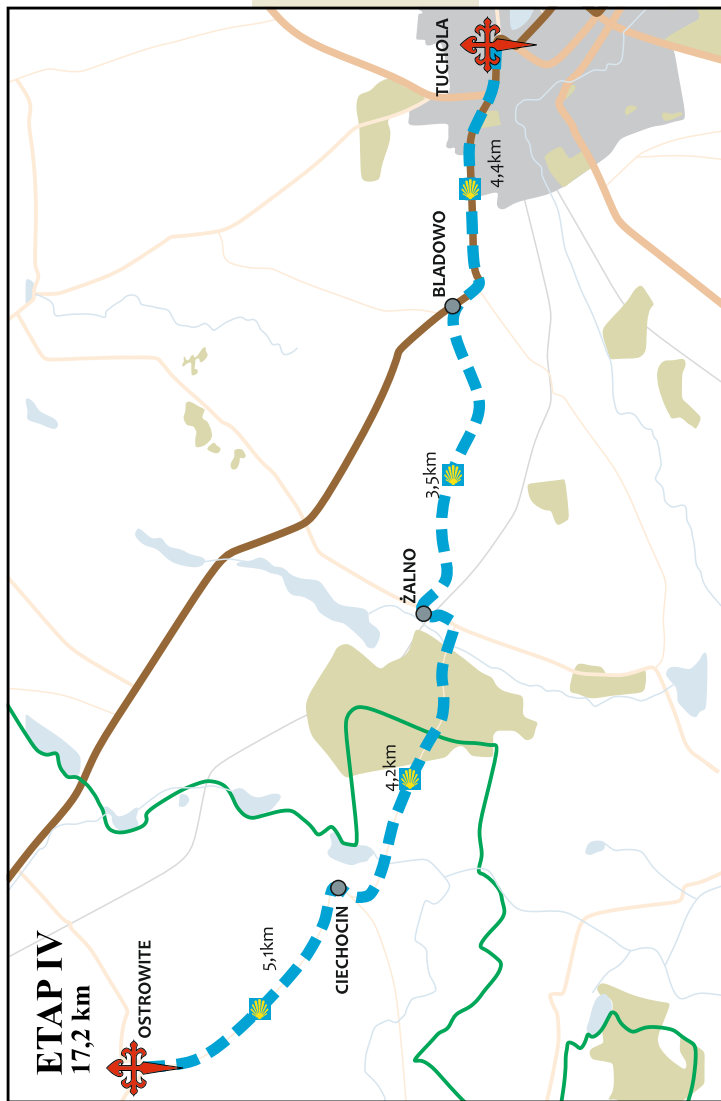 ETAP IV
17,2 km
OSTROWITE
5,1km
CIECHOCIN
4,2km
ŻALNO
3,5km
BLADOWO
4,4km
TUCHOLA